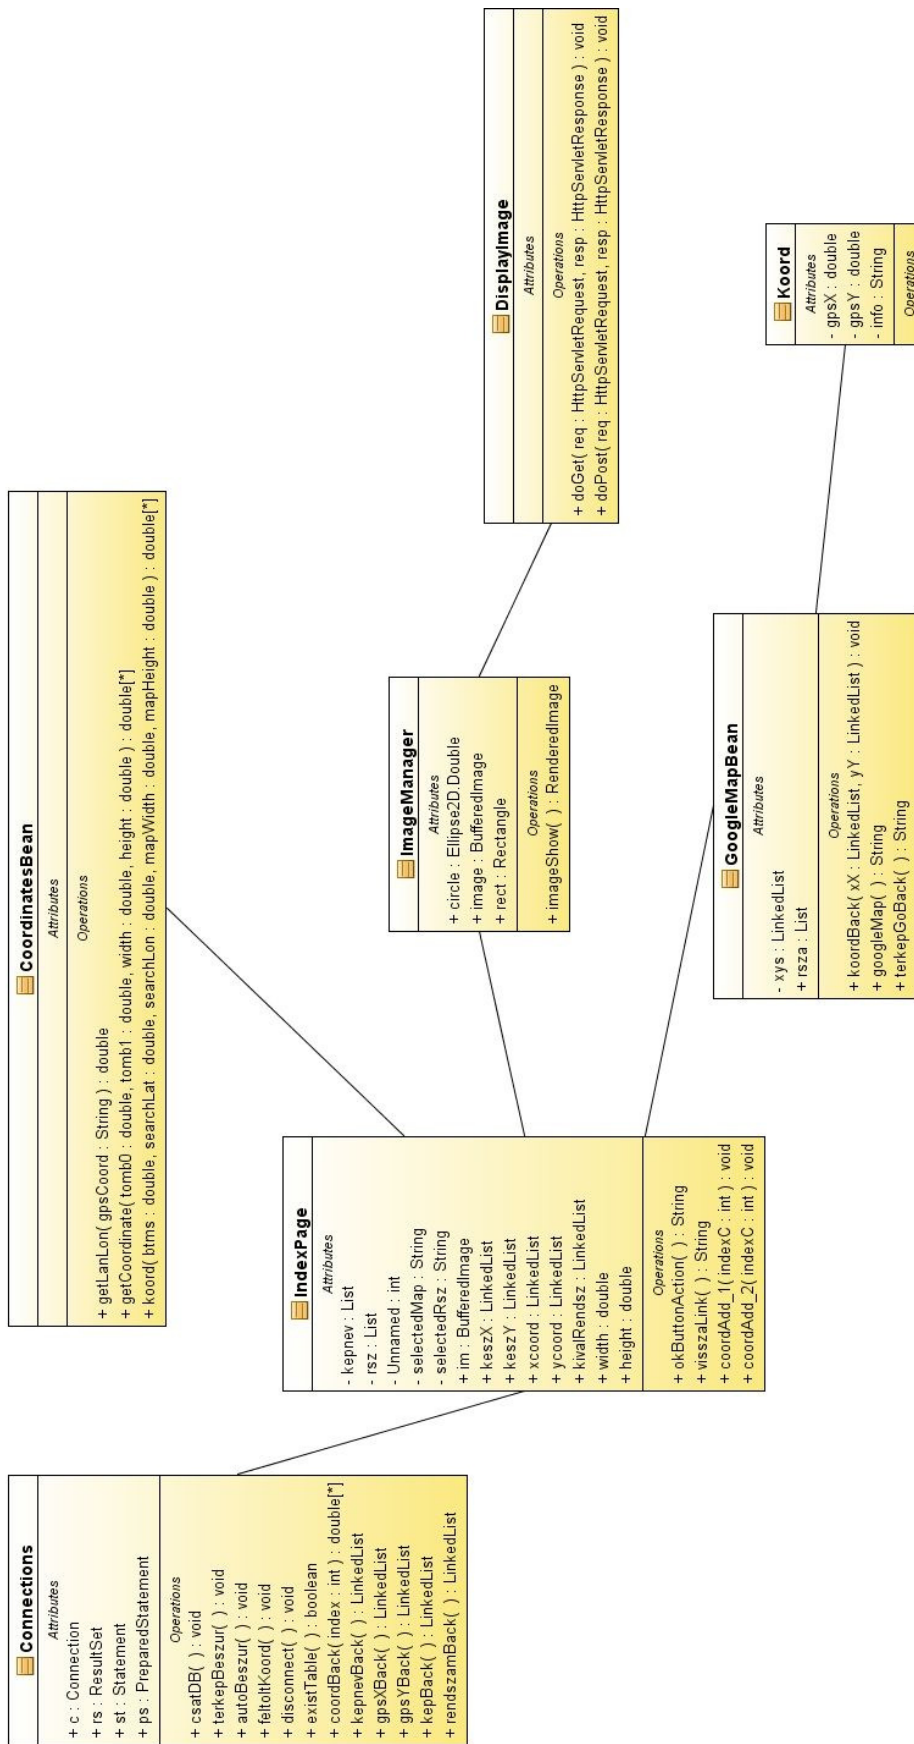 Connections
Attributes
+ c : Connection
+ rs : ResultSet
+ st : Statement
+ ps : PreparedStatement
Operations
+ csatDB( ) : void
+ terkepBeszur( ) : void
+ autoBeszur( ) : void
+ feltoltKoord( ) : void
+ disconnect( ) : void
+ existTable( ) : boolean
+ coordBack( index : int ) : double[*]
+ kepnevBack( ) : LinkedList
+ gpsXBack( ) : LinkedList
+ gpsYBack( ) : LinkedList
+ kepBack( ) : LinkedList
+ rendszamBack( ) : LinkedList
CoordinatesBean
Attributes
Operations
+ getLanLon( gpsCoord : String ) : double
+ getCoordinate( tomb0 : double, tomb1 : double, width : double, height : double ) : double[*]
+ koord( btms : double, searchLat : double, searchLon : double, mapWidth : double, mapHeight : double ) : double[*]
IndexPage
Attributes
- kepnev : List
- rsz : List
- Unnamed : int
- selectedMap : String
- selectedRsz : String
+ im : BufferedImage
+ keszX : LinkedList
+ keszY : LinkedList
+ xcoord : LinkedList
+ ycoord : LinkedList
+ kivalRendsz : LinkedList
+ width : double
+ height : double
Operations
+ okButtonAction( ) : String
+ visszaLink( ) : String
+ coordAdd_1( indexC : int ) : void
+ coordAdd_2( indexC : int ) : void
ImageManager
Attributes
+ circle : Ellipse2D.Double
+ image : BufferedImage
+ rect : Rectangle
Operations
+ imageShow( ) : RenderedImage
DisplayImage
Attributes
Operations
+ doGet( req : HttpServletRequest, resp : HttpServletResponse ) : void
+ doPost( req : HttpServletRequest, resp : HttpServletResponse ) : void
GoogleMapBean
Attributes
- xys : LinkedList
+ rsza : List
Operations
+ koordBack( xX : LinkedList, yY : LinkedList ) : void
+ googleMap( ) : String
+ terkepGoBack( ) : String
Koord
Attributes
- gpsX : double
- gpsY : double
- info : String
Operations